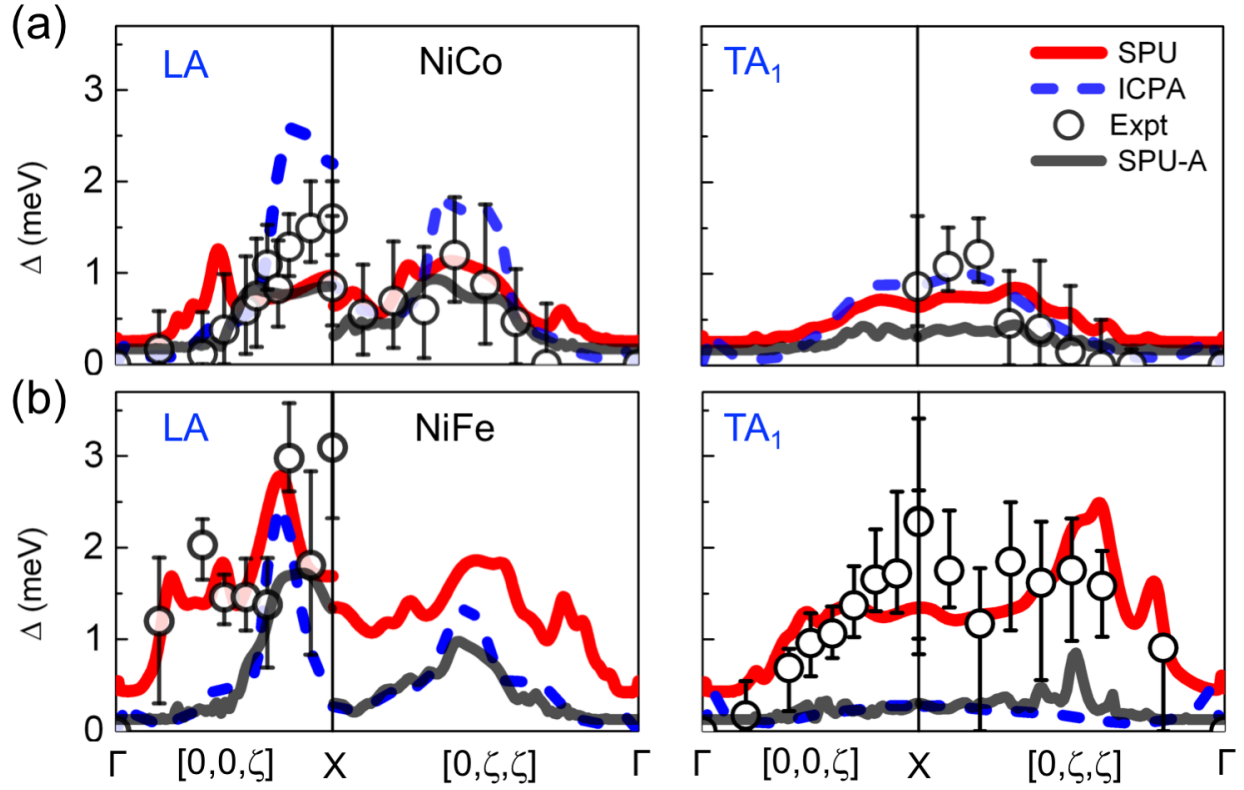 (a)
LA
NiCo
TA₁
SPU
ICPA
Expt
SPU-A
3
2
1
0
Δ (meV)
(b)
LA
NiFe
TA₁
3
2
1
0
Δ (meV)
Γ [0,0,ζ] X [0,ζ,ζ] Γ
Γ [0,0,ζ] X [0,ζ,ζ] Γ